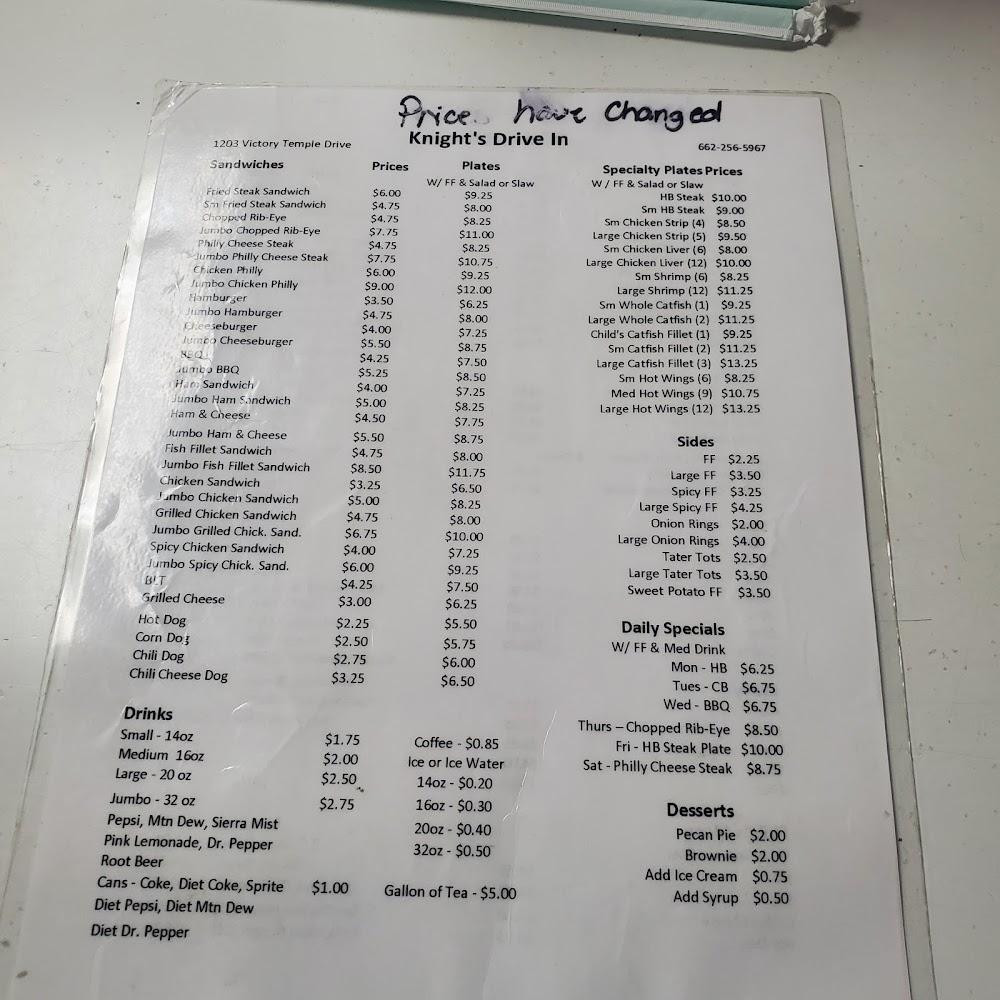 Prices have Changed
Knight's Drive In
1203 Victory Temple Drive
662-256-5967
Sandwiches Prices Plates
W/ FF & Salad or Slaw
Fried Steak Sandwich $6.00 $9.25
Sm Fried Steak Sandwich $4.75 $8.00
Chopped Rib-Eye $4.75 $8.25
Jumbo Chopped Rib-Eye $7.75 $11.00
Philly Cheese Steak $4.75 $8.25
Jumbo Philly Cheese Steak $7.75 $10.75
Chicken Philly $6.00 $9.25
Jumbo Chicken Philly $9.00 $12.00
Hamburger $3.50 $6.25
Jumbo Hamburger $4.75 $8.00
Cheeseburger $4.00 $7.25
Jumbo Cheeseburger $5.50 $8.75
BBQ $4.25 $7.50
Jumbo BBQ $5.25 $8.50
Ham Sandwich $4.00 $7.25
Jumbo Ham Sandwich $5.00 $8.25
Ham & Cheese $4.50 $7.75
Jumbo Ham & Cheese $5.50 $8.75
Fish Fillet Sandwich $4.75 $8.00
Jumbo Fish Fillet Sandwich $8.50 $11.75
Chicken Sandwich $3.25 $6.50
Jumbo Chicken Sandwich $5.00 $8.25
Grilled Chicken Sandwich $4.75 $8.00
Jumbo Grilled Chick. Sand. $6.75 $10.00
Spicy Chicken Sandwich $4.00 $7.25
Jumbo Spicy Chick. Sand. $6.00 $9.25
BLT $4.25 $7.50
Grilled Cheese $3.00 $6.25
Hot Dog $2.25 $5.50
Corn Dog $2.50 $5.75
Chili Dog $2.75 $6.00
Chili Cheese Dog $3.25 $6.50
Drinks
Small - 14oz $1.75
Medium 16oz $2.00
Large - 20 oz $2.50
Jumbo - 32 oz $2.75
Pepsi, Mtn Dew, Sierra Mist
Pink Lemonade, Dr. Pepper
Root Beer
Cans - Coke, Diet Coke, Sprite $1.00
Diet Pepsi, Diet Mtn Dew
Diet Dr. Pepper
Coffee - $0.85
Ice or Ice Water
14oz - $0.20
16oz - $0.30
20oz - $0.40
32oz - $0.50
Gallon of Tea - $5.00
Specialty Plates Prices
W / FF & Salad or Slaw
HB Steak $10.00
Sm HB Steak $9.00
Sm Chicken Strip (4) $8.50
Large Chicken Strip (5) $9.50
Sm Chicken Liver (6) $8.00
Large Chicken Liver (12) $10.00
Sm Shrimp (6) $8.25
Large Shrimp (12) $11.25
Sm Whole Catfish (1) $9.25
Large Whole Catfish (2) $11.25
Child's Catfish Fillet (1) $9.25
Sm Catfish Fillet (2) $11.25
Large Catfish Fillet (3) $13.25
Sm Hot Wings (6) $8.25
Med Hot Wings (9) $10.75
Large Hot Wings (12) $13.25
Sides
FF $2.25
Large FF $3.50
Spicy FF $3.25
Large Spicy FF $4.25
Onion Rings $2.00
Large Onion Rings $4.00
Tater Tots $2.50
Large Tater Tots $3.50
Sweet Potato FF $3.50
Daily Specials
W/ FF & Med Drink
Mon - HB $6.25
Tues - CB $6.75
Wed - BBQ $6.75
Thurs – Chopped Rib-Eye $8.50
Fri - HB Steak Plate $10.00
Sat - Philly Cheese Steak $8.75
Desserts
Pecan Pie $2.00
Brownie $2.00
Add Ice Cream $0.75
Add Syrup $0.50